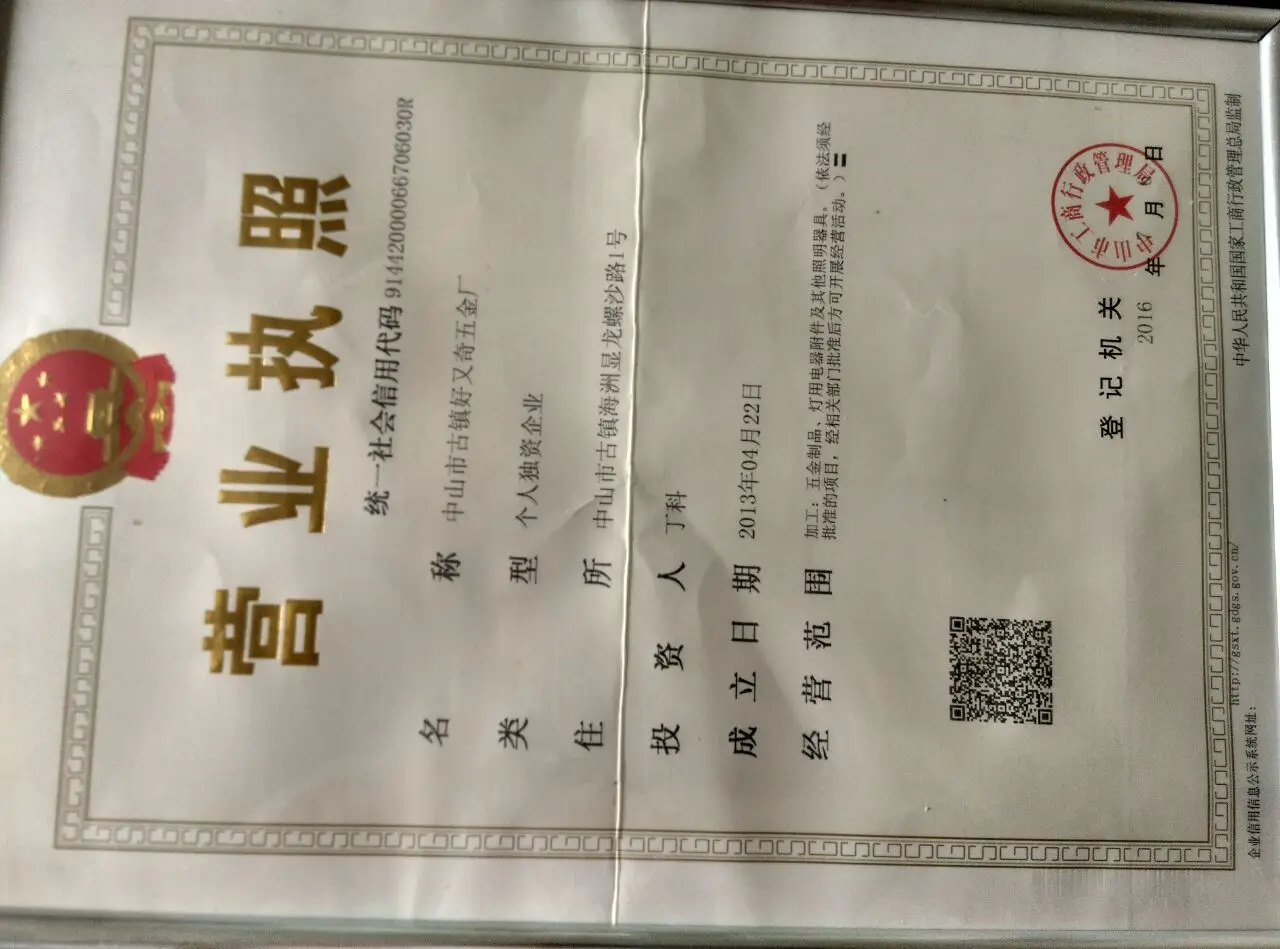 营业执照
统一社会信用代码 91442000066706030R
名称 中山市古镇好又奇五金厂
类型 个人独资企业
住所 中山市古镇海洲显龙螺沙路1号
投资人 丁科
成立日期 2013年04月22日
经营范围 加工：五金制品、灯用电器附件及其他照明器具。（依法须经
批准的项目，经相关部门批准后方可开展经营活动。）〓
登记机关
中山市工商行政管理局
2016年7月 日
企业信用信息公示系统网址：http://gsxt.gdgs.gov.cn/
中华人民共和国国家工商行政管理总局监制